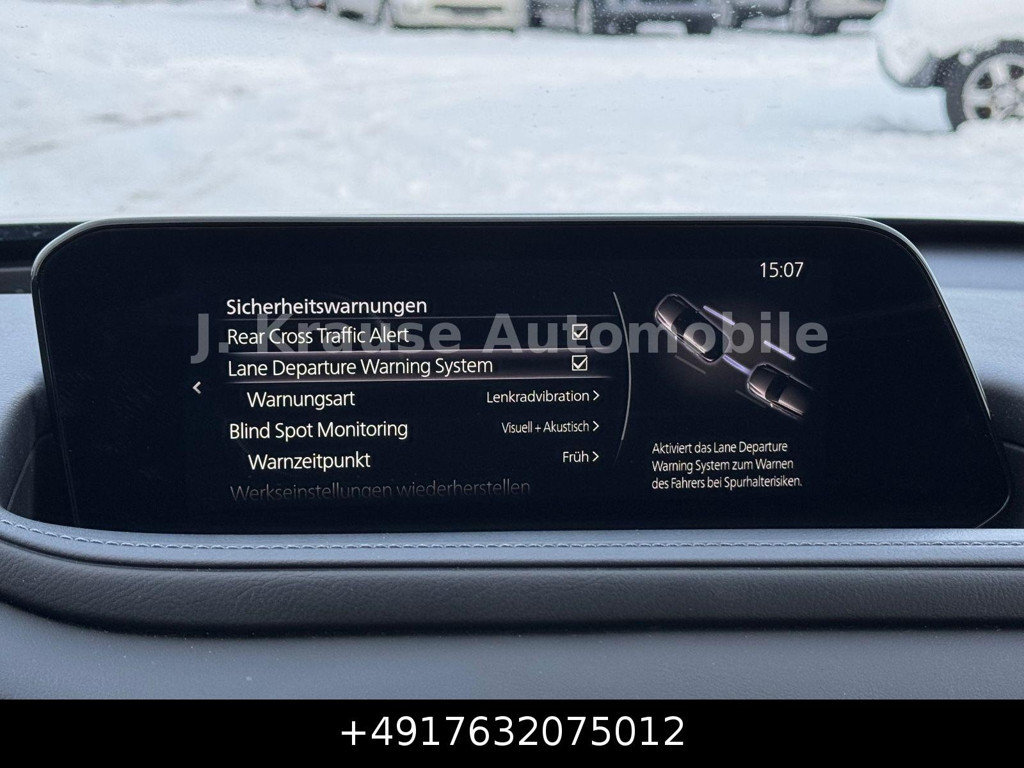 15:07
Sicherheitswarnungen
J. Krause Automobile
Rear Cross Traffic Alert
Lane Departure Warning System
Warnungsart Lenkradvibration >
<
Blind Spot Monitoring Visuell + Akustisch >
Warnzeitpunkt Früh >
Werkseinstellungen wiederherstellen
Aktiviert das Lane Departure
Warning System zum Warnen
des Fahrers bei Spurhalterisiken.
+4917632075012